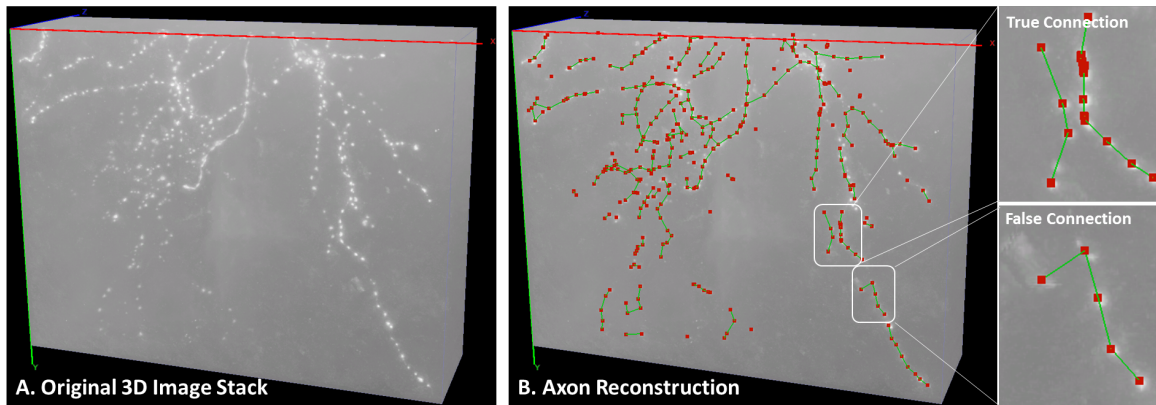 Z
X
Y
A. Original 3D Image Stack
Z
X
Y
B. Axon Reconstruction
True Connection
False Connection